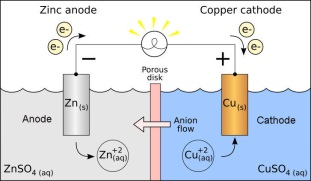 Zinc anode
Copper cathode
e-
e-
e-
e-
−
+
Porous
disk
Zn(s)
Cu(s)
Anode
Anion
flow
Cathode
Zn+2(aq)
Cu+2(aq)
ZnSO4 (aq)
CuSO4 (aq)